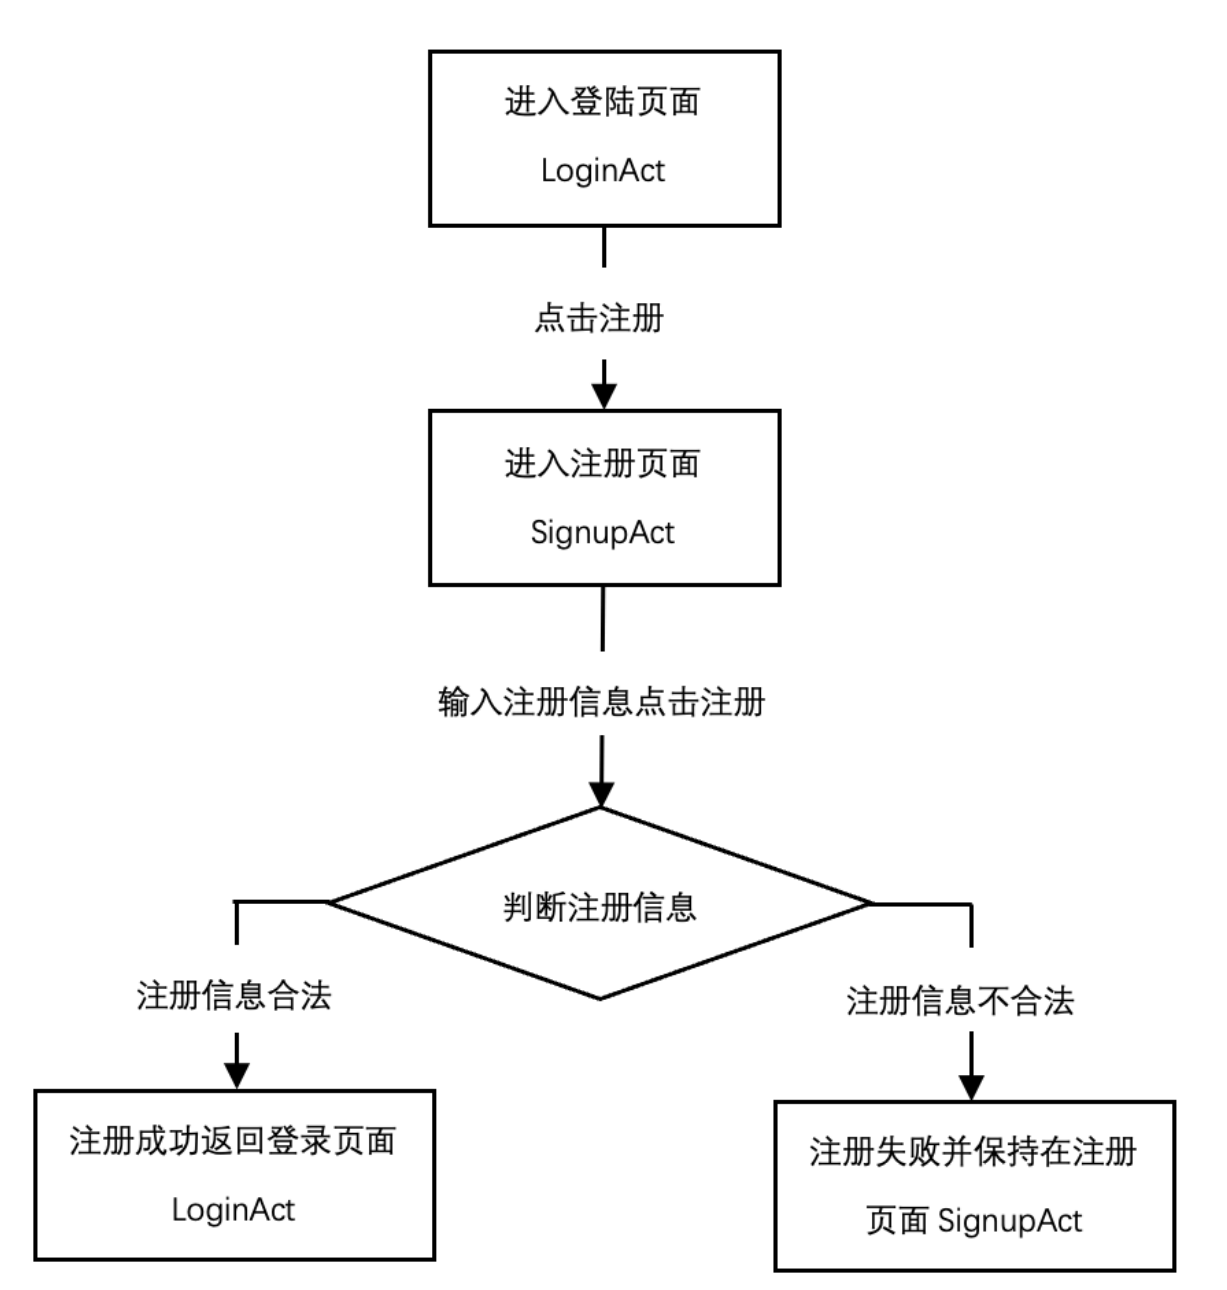 进入登陆页面
LoginAct
点击注册
进入注册页面
SignupAct
输入注册信息点击注册
判断注册信息
注册信息合法
注册信息不合法
注册成功返回登录页面
LoginAct
注册失败并保持在注册
页面 SignupAct